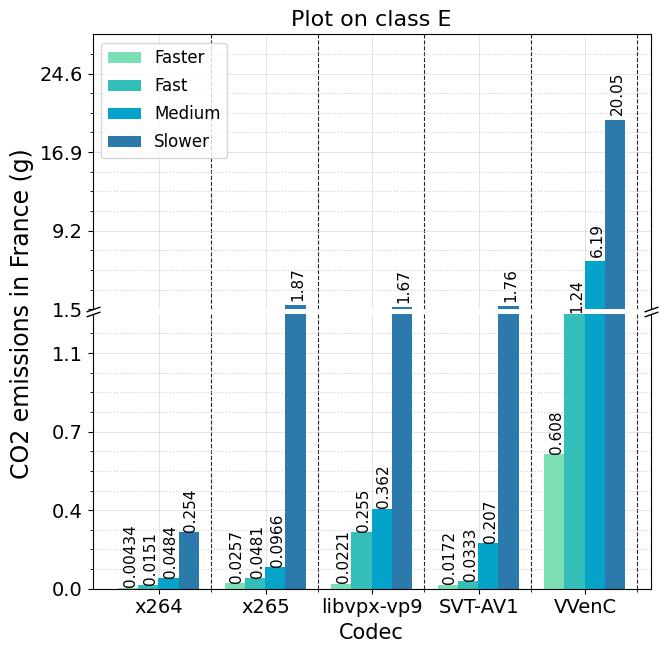 Plot on class E
Faster
Fast
Medium
Slower
CO2 emissions in France (g)
24.6
16.9
9.2
1.5
1.1
0.7
0.4
0.0
0.00434
0.0151
0.0484
0.254
0.0257
0.0481
0.0966
1.87
0.0221
0.255
0.362
1.67
0.0172
0.0333
0.207
1.76
0.608
1.24
6.19
20.05
x264
x265
libvpx-vp9
SVT-AV1
VVenC
Codec